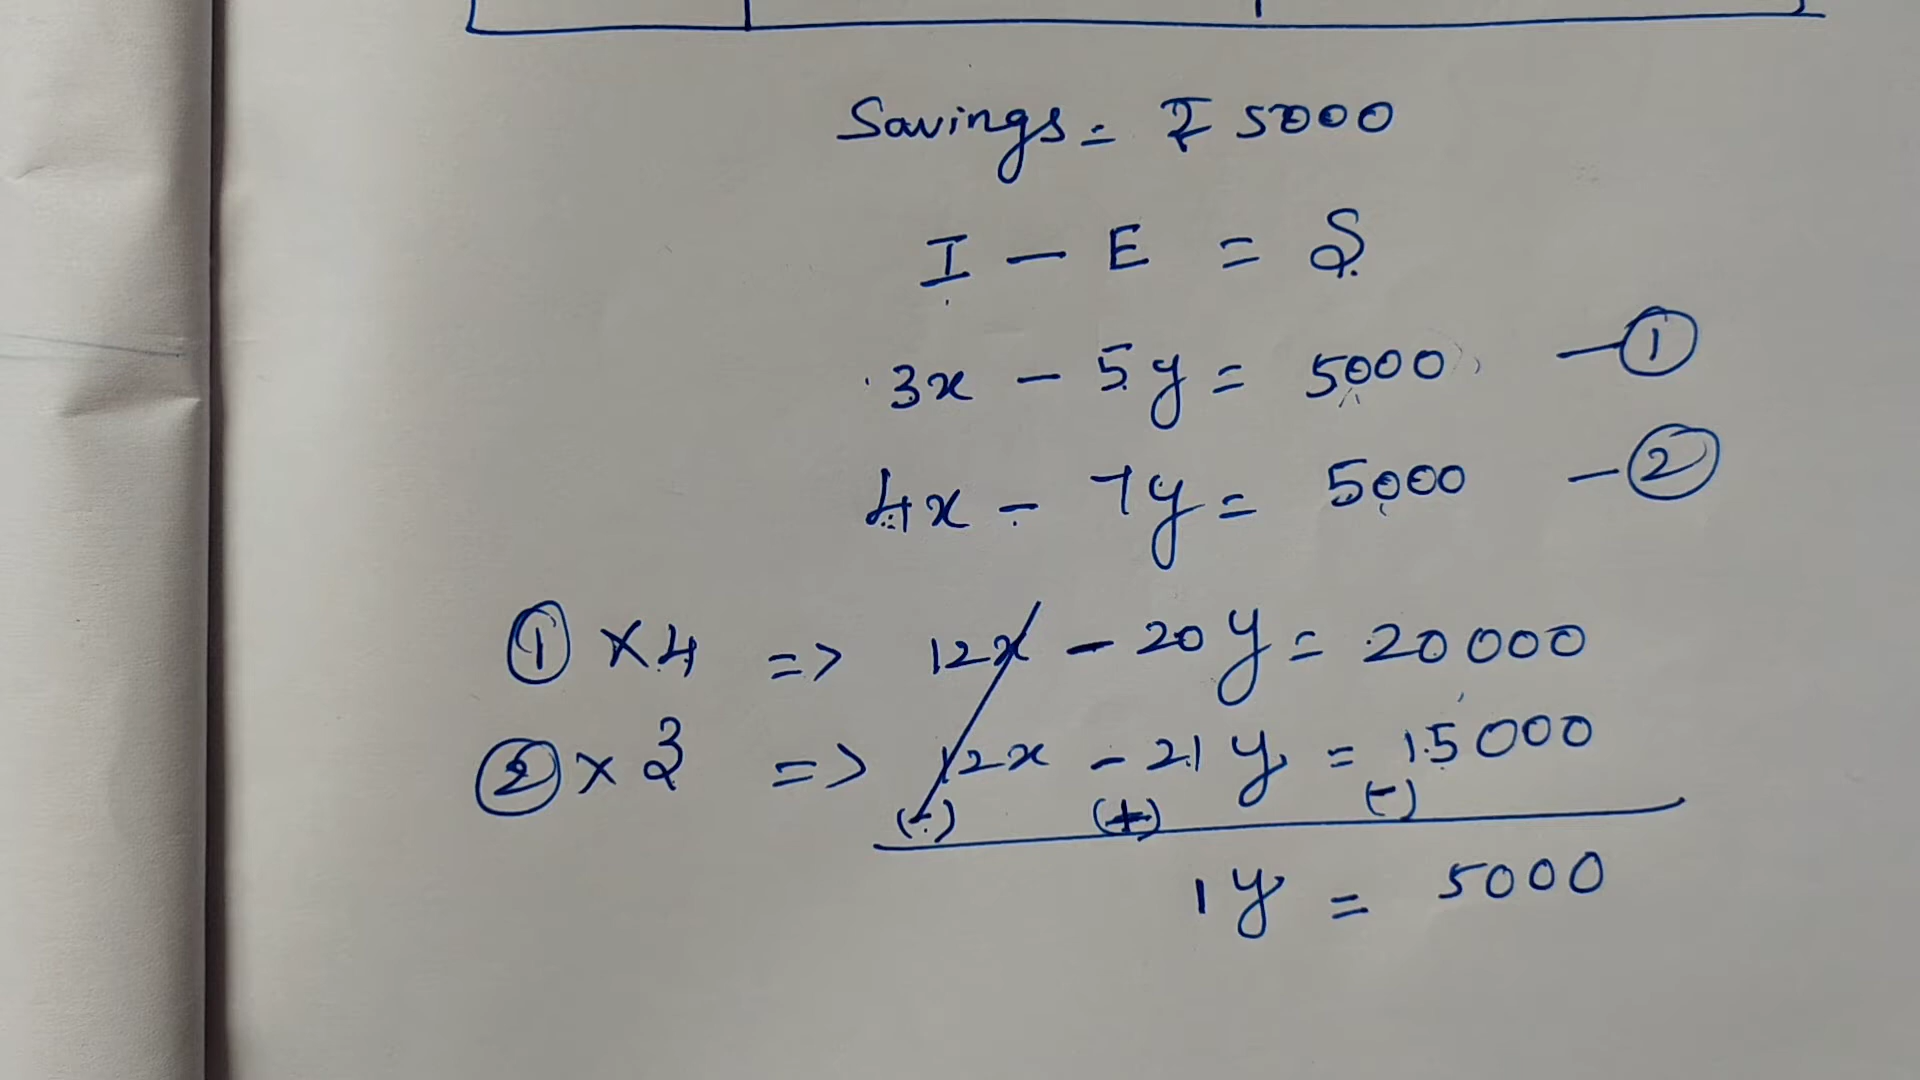 Savings = ₹ 5000
I - E = S
3x - 5y = 5000 -①
4x - 7y = 5000 -②
① ×4 => 12x - 20y = 20000
② × 3 => 12x - 21y = 15000
(-) (+) (-)
1y = 5000